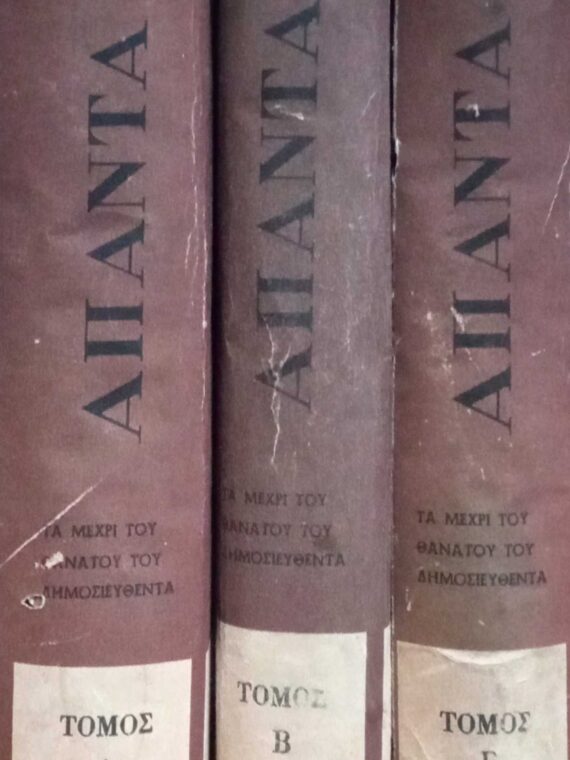 ΑΠΑΝΤΑ
ΤΑ ΜΕΧΡΙ ΤΟΥ
ΘΑΝΑΤΟΥ ΤΟΥ
ΔΗΜΟΣΙΕΥΘΕΝΤΑ
ΤΟΜΟΣ
ΑΠΑΝΤΑ
ΤΑ ΜΕΧΡΙ ΤΟΥ
ΘΑΝΑΤΟΥ ΤΟΥ
ΔΗΜΟΣΙΕΥΘΕΝΤΑ
ΤΟΜΟΣ
Β
ΑΠΑΝΤΑ
ΤΑ ΜΕΧΡΙ ΤΟΥ
ΘΑΝΑΤΟΥ ΤΟΥ
ΔΗΜΟΣΙΕΥΘΕΝΤΑ
ΤΟΜΟΣ
Γ